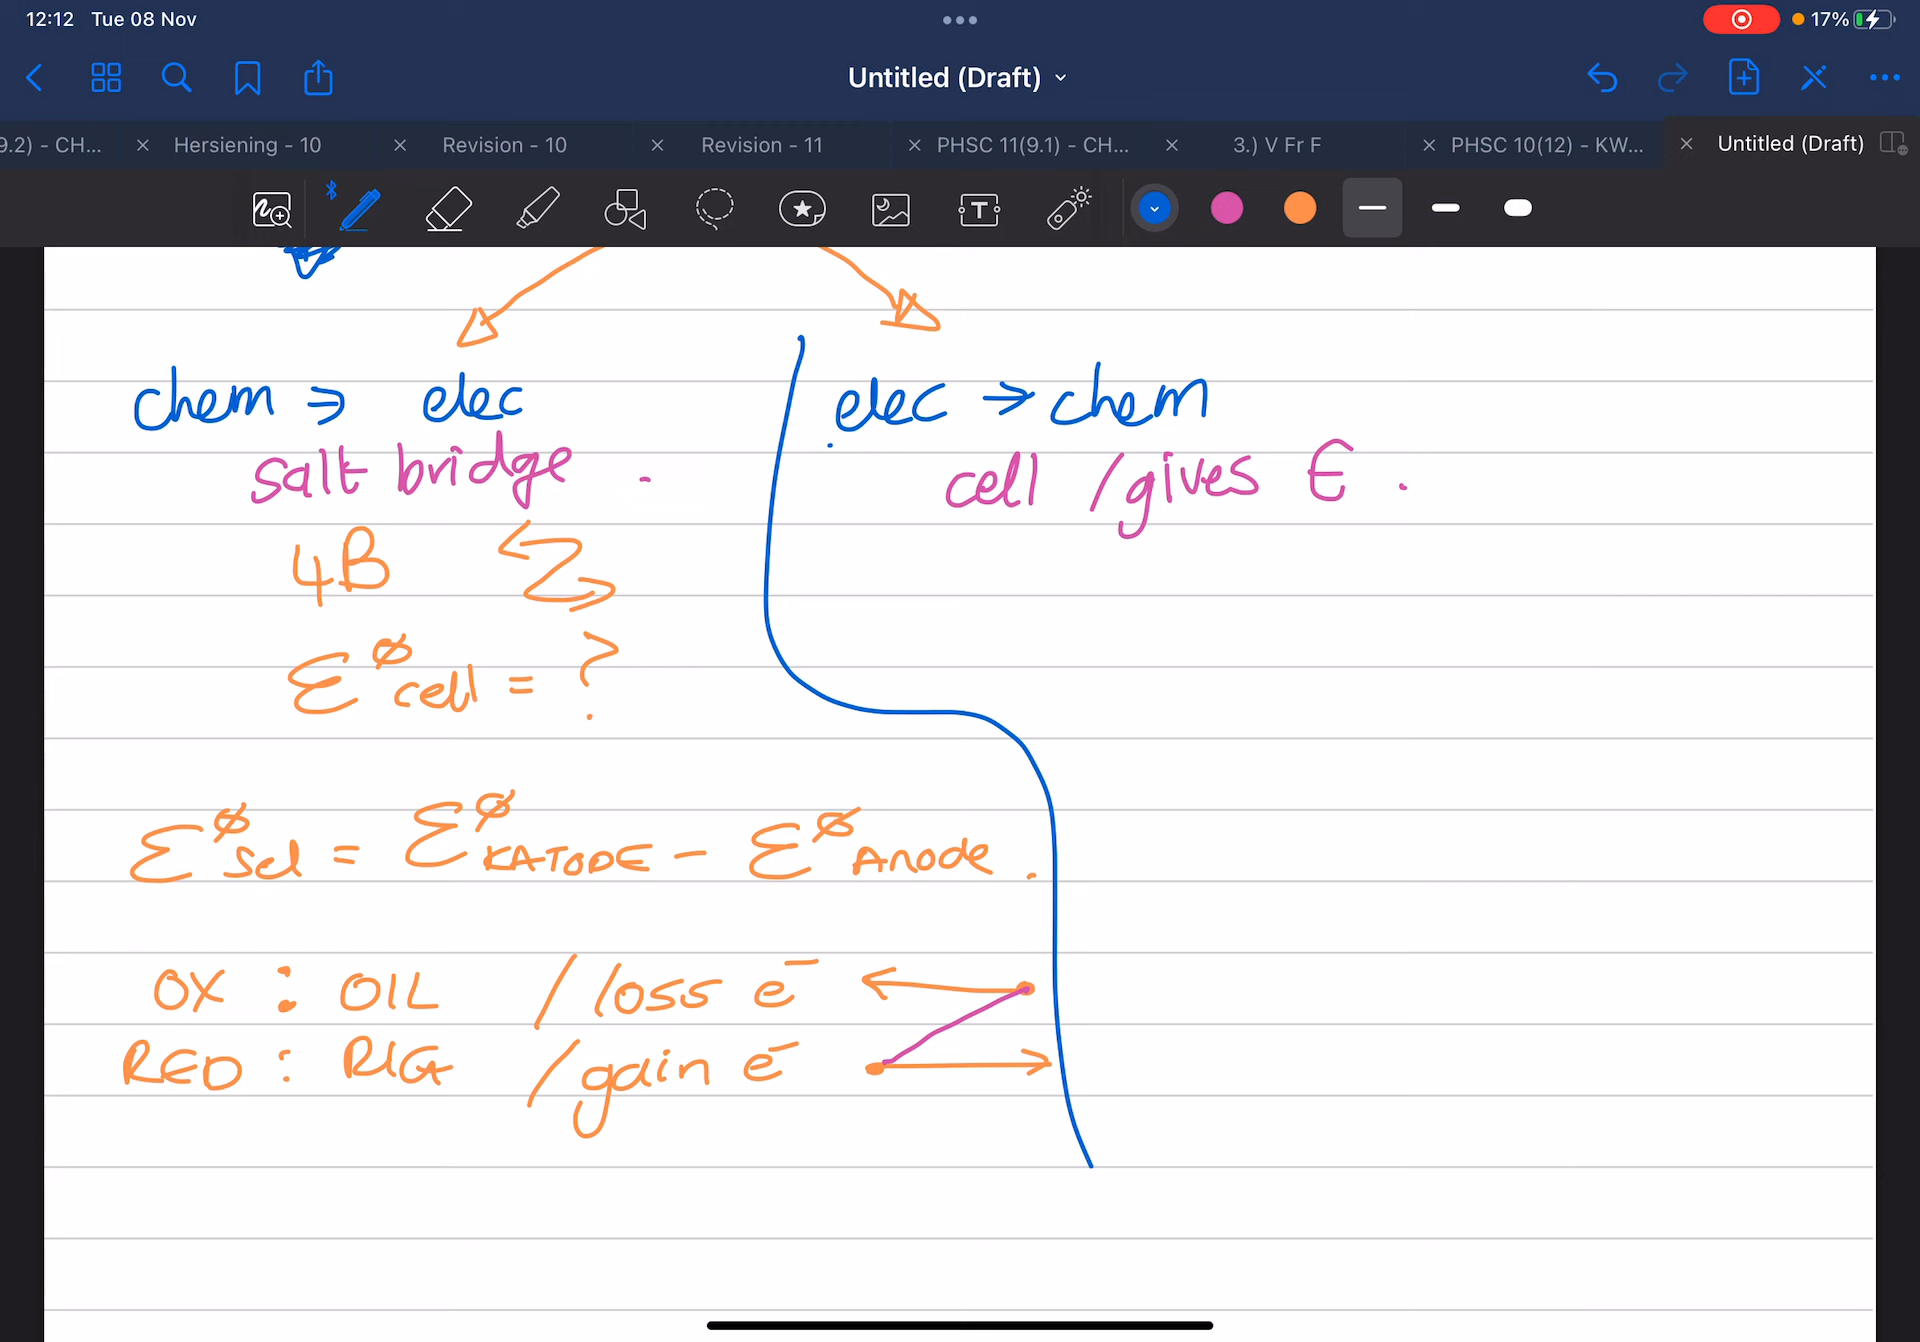 12:12 Tue 08 Nov
17%
Untitled (Draft)
9.2) - CH...
Hersiening - 10
Revision - 10
Revision - 11
PHSC 11(9.1) - CH...
3.) V Fr F
PHSC 10(12) - KW...
Untitled (Draft)
chem ⇒ elec
salt bridge .
4B
Ɛ°cell = ?
elec → chem
cell / gives E .
Ɛ°sel = Ɛ°KATODE - Ɛ°Anode .
OX : OIL / loss e⁻ ←
RED : RIG / gain e⁻ →